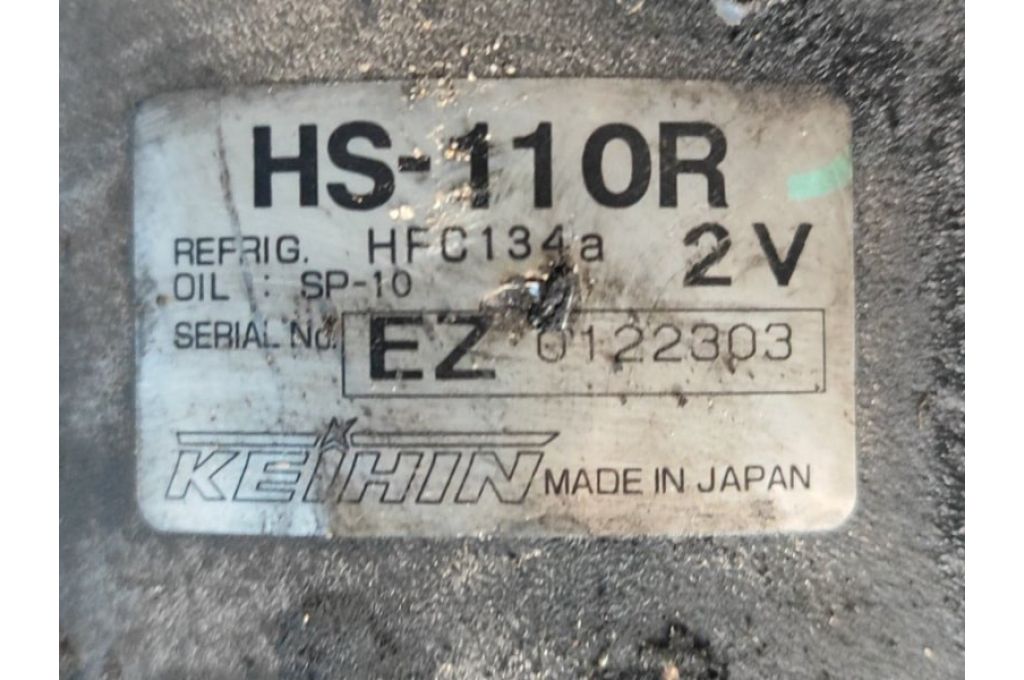 HS-110R
REFRIG. HFC134a 2V
OIL : SP-10
SERIAL No. EZ 0122303
KEIHIN MADE IN JAPAN